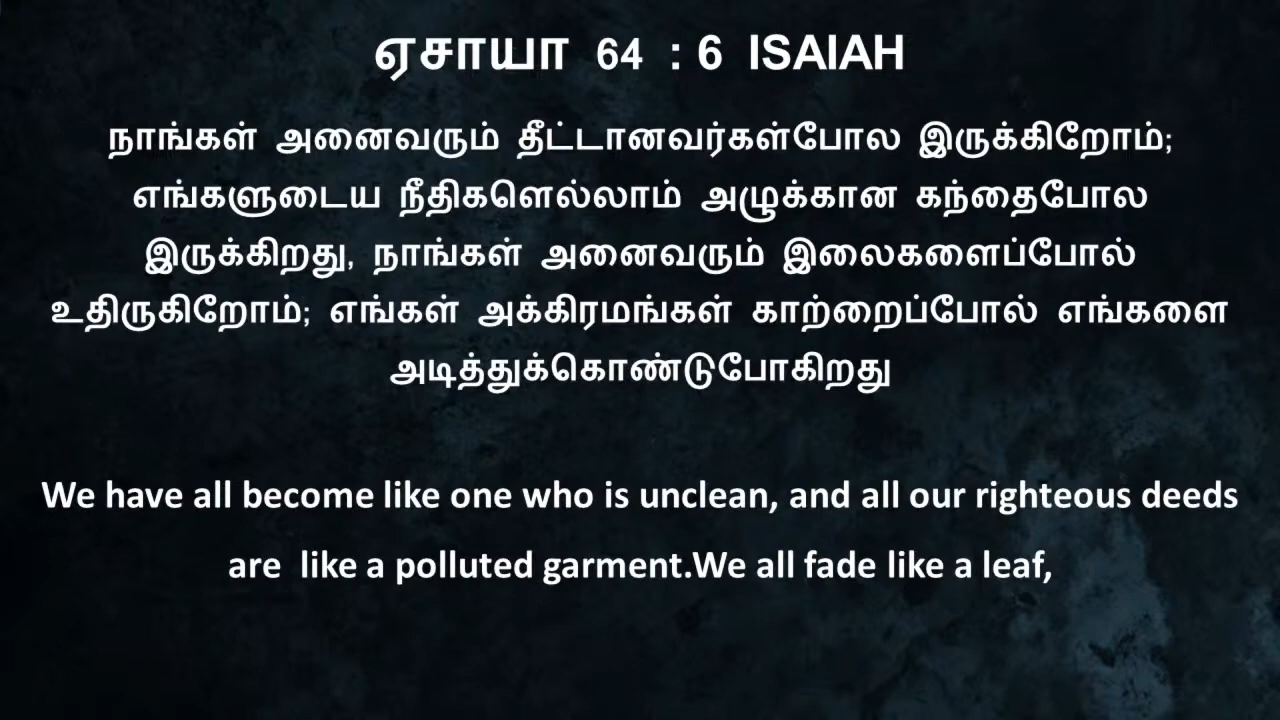 ஏசாயா 64 : 6 ISAIAH
நாங்கள் அனைவரும் தீட்டானவர்கள்போல இருக்கிறோம்;
எங்களுடைய நீதிகளெல்லாம் அழுக்கான கந்தைபோல
இருக்கிறது, நாங்கள் அனைவரும் இலைகளைப்போல்
உதிருகிறோம்; எங்கள் அக்கிரமங்கள் காற்றைப்போல் எங்களை
அடித்துக்கொண்டுபோகிறது
We have all become like one who is unclean, and all our righteous deeds
are like a polluted garment.We all fade like a leaf,